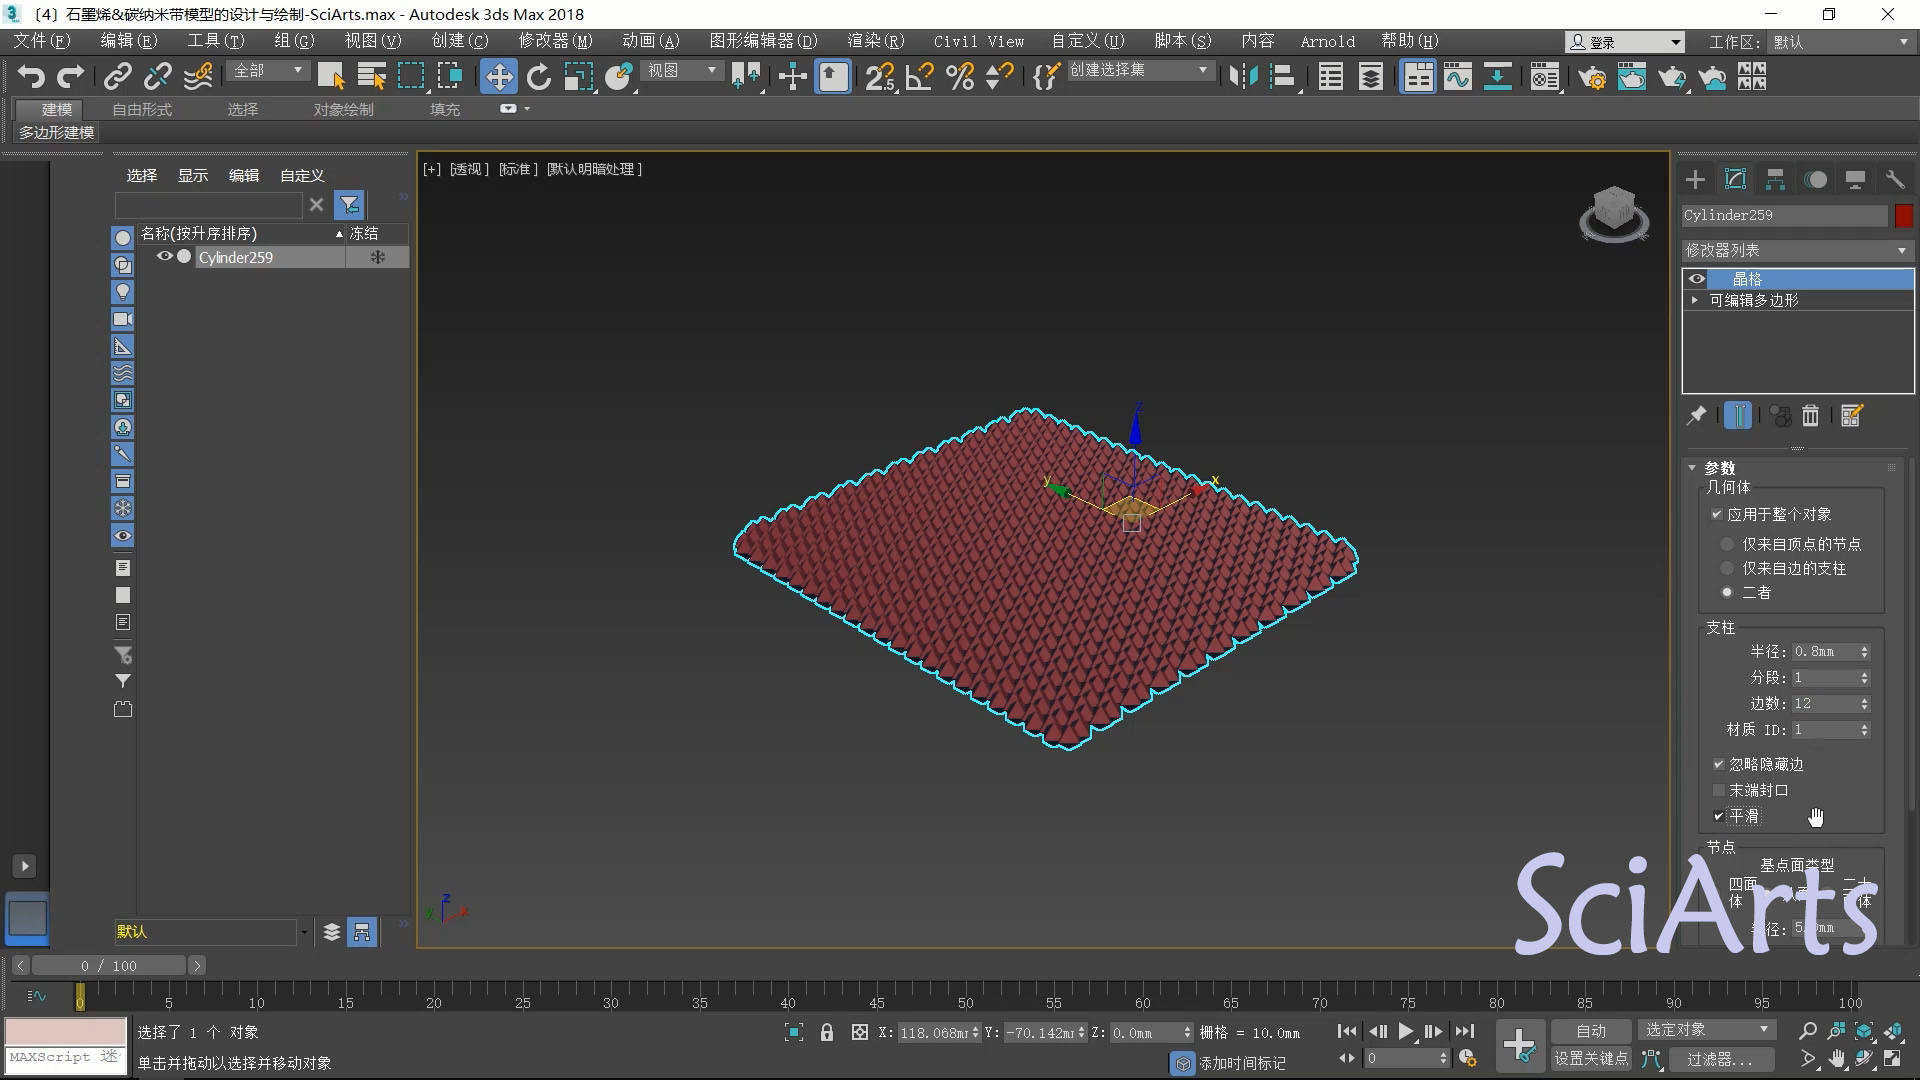 〔4〕石墨烯&碳纳米带模型的设计与绘制-SciArts.max - Autodesk 3ds Max 2018
文件(F) 编辑(E) 工具(T) 组(G) 视图(V) 创建(C) 修改器(M) 动画(A) 图形编辑器(D) 渲染(R) Civil View 自定义(U) 脚本(S) 内容 Arnold 帮助(H) 登录 工作区: 默认
全部 视图 创建选择集
建模 自由形式 选择 对象绘制 填充
多边形建模
选择 显示 编辑 自定义
[+] [透视] [标准] [默认明暗处理]
名称(按升序排序) 冻结
Cylinder259
Cylinder259
修改器列表
晶格
可编辑多边形
参数
几何体
应用于整个对象
仅来自顶点的节点
仅来自边的支柱
二者
支柱
半径: 0.8mm
分段: 1
边数: 12
材质 ID: 1
忽略隐藏边
末端封口
平滑
节点
基点面类型
四面体
SciArts
z
x
y
z
y
x
默认
0 / 100
0 5 10 15 20 25 30 35 40 45 50 55 60 65 70 75 80 85 90 95 100
选择了 1 个 对象
X: 118.068mm Y: -70.142mm Z: 0.0mm 栅格 = 10.0mm
自动 选定对象
MAXScript 迷
单击并拖动以选择并移动对象
添加时间标记
0
设置关键点 过滤器...